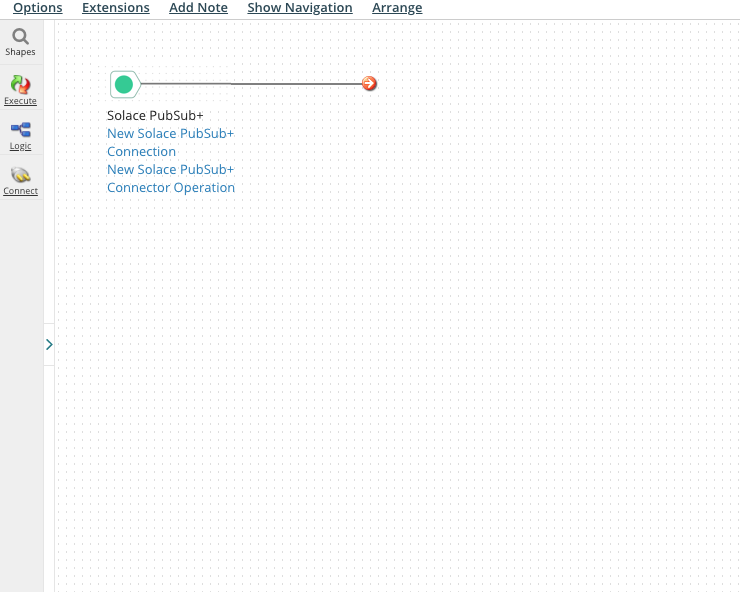 Options Extensions Add Note Show Navigation Arrange
Shapes
Execute
Logic
Connect
Solace PubSub+
New Solace PubSub+
Connection
New Solace PubSub+
Connector Operation